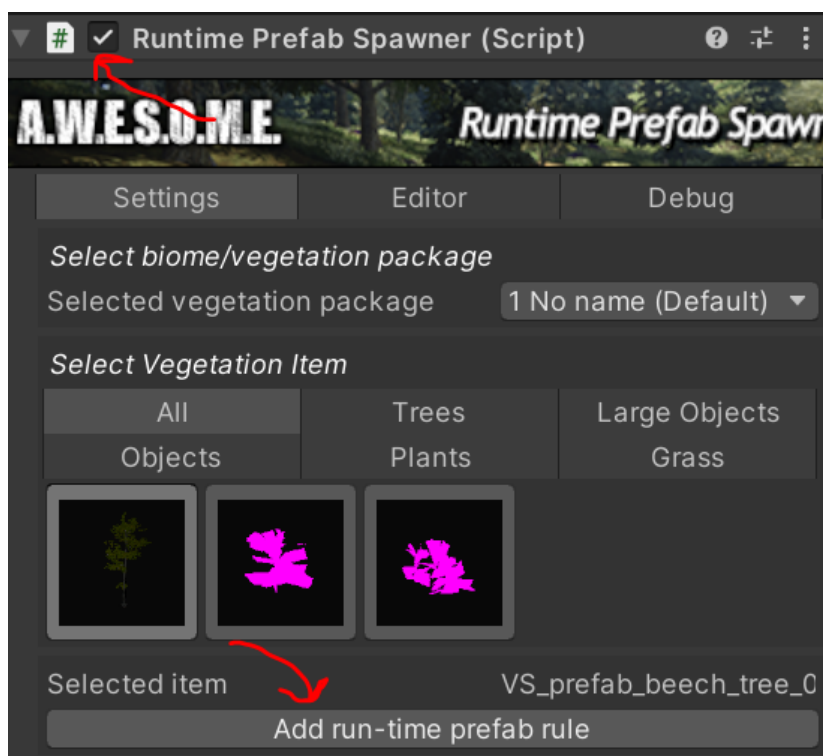 # Runtime Prefab Spawner (Script)
A.W.E.S.O.M.E. Runtime Prefab Spawn
Settings Editor Debug
Select biome/vegetation package
Selected vegetation package 1 No name (Default)
Select Vegetation Item
All Trees Large Objects
Objects Plants Grass
Selected item VS_prefab_beech_tree_0
Add run-time prefab rule